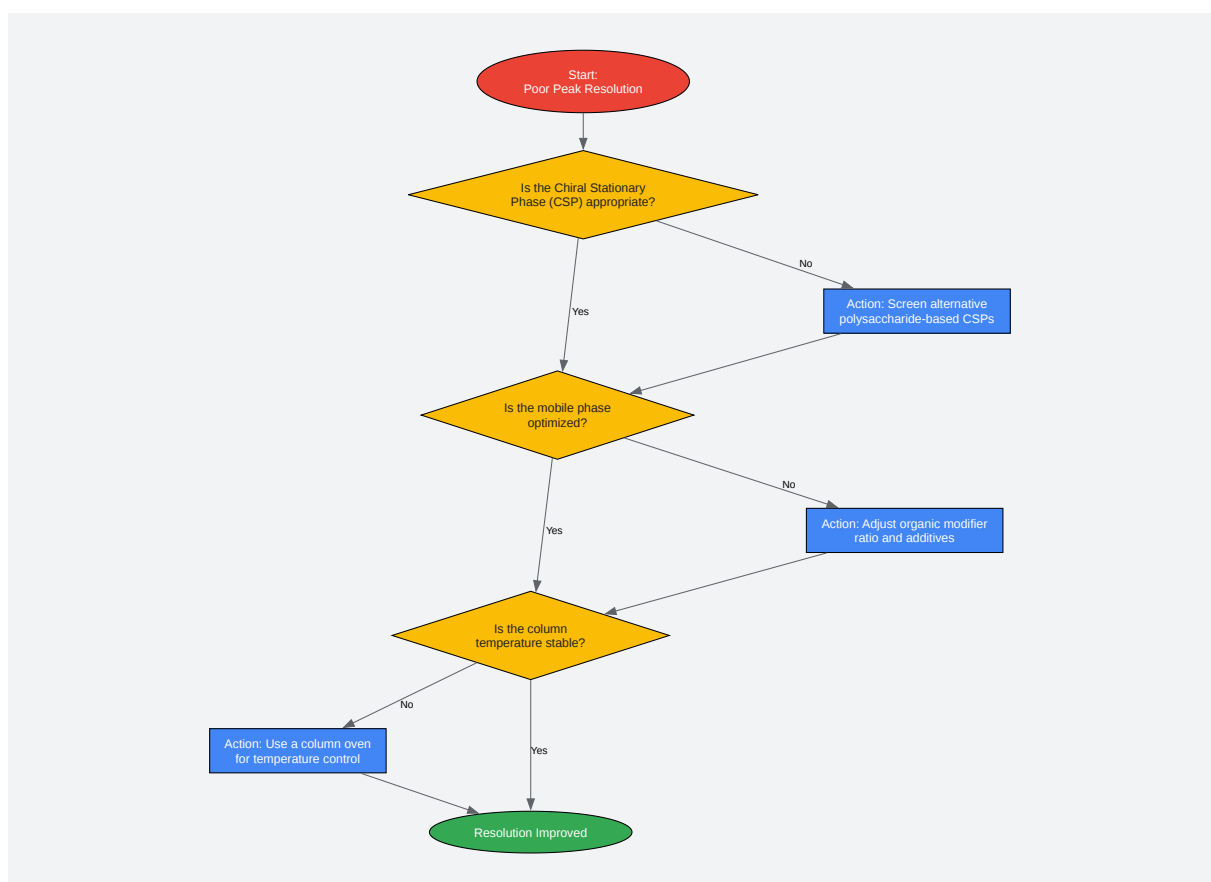 Start:
Poor Peak Resolution
Is the Chiral Stationary
Phase (CSP) appropriate?
No
Action: Screen alternative
polysaccharide-based CSPs
Yes
Is the mobile phase
optimized?
No
Action: Adjust organic modifier
ratio and additives
Yes
Is the column
temperature stable?
No
Action: Use a column oven
for temperature control
Yes
Resolution Improved